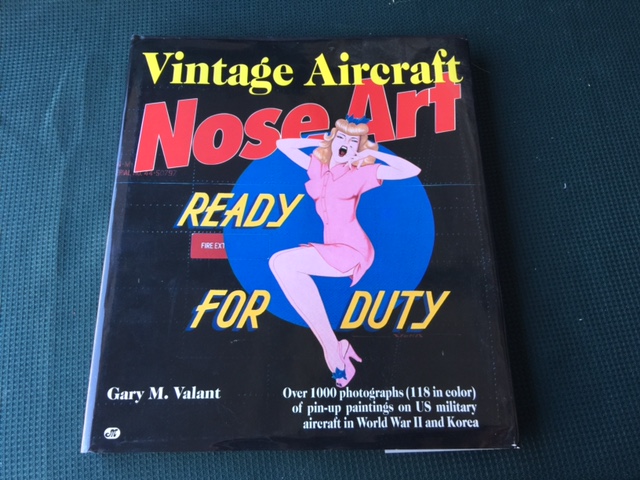 Vintage Aircraft
Nose Art
READY
FIRE EXT
FOR DUTY
Gary M. Valant
Over 1000 photographs (118 in color)
of pin-up paintings on US military
aircraft in World War II and Korea